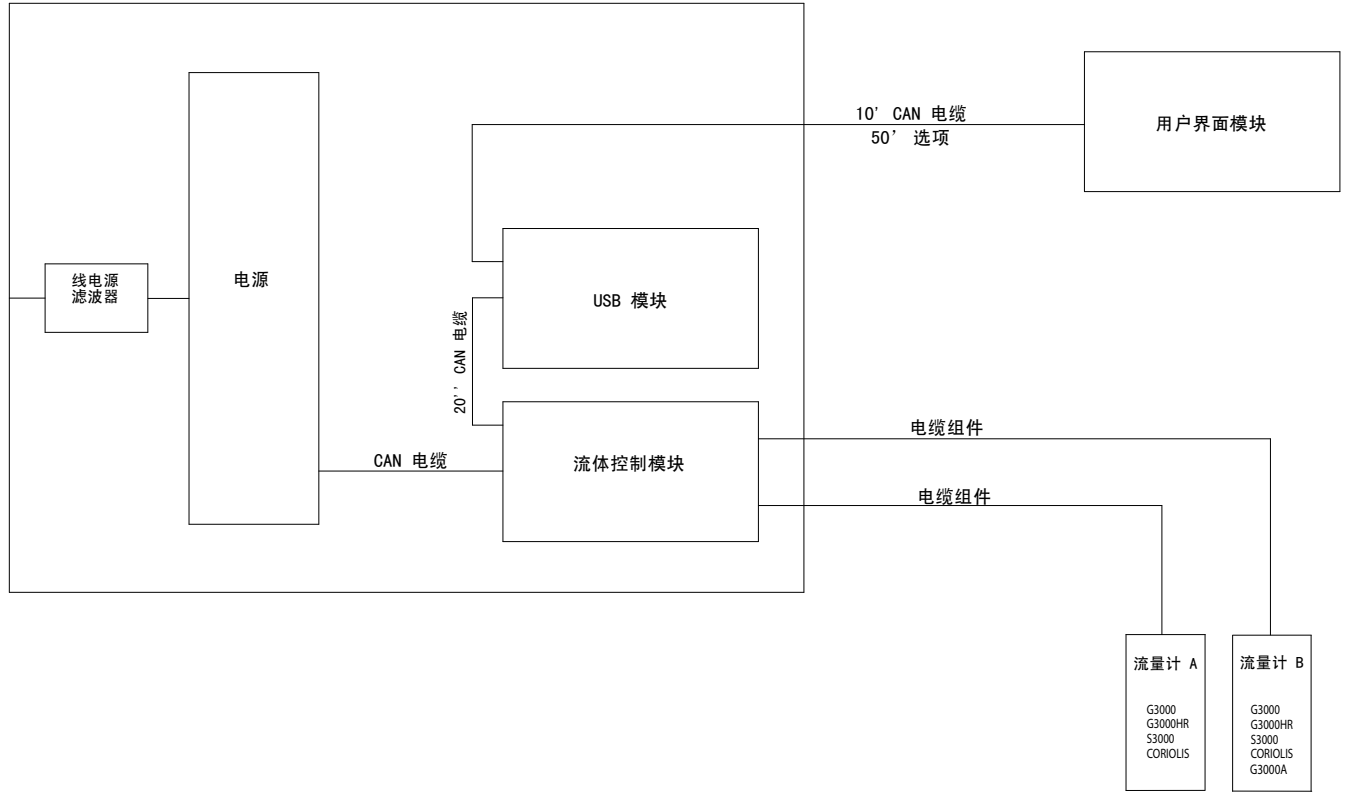 10' CAN 电缆
50' 选项
用户界面模块
线电源
滤波器
电源
USB 模块
20'' CAN 电缆
CAN 电缆
流体控制模块
电缆组件
电缆组件
流量计 A
G3000
G3000HR
S3000
CORIOLIS
流量计 B
G3000
G3000HR
S3000
CORIOLIS
G3000A